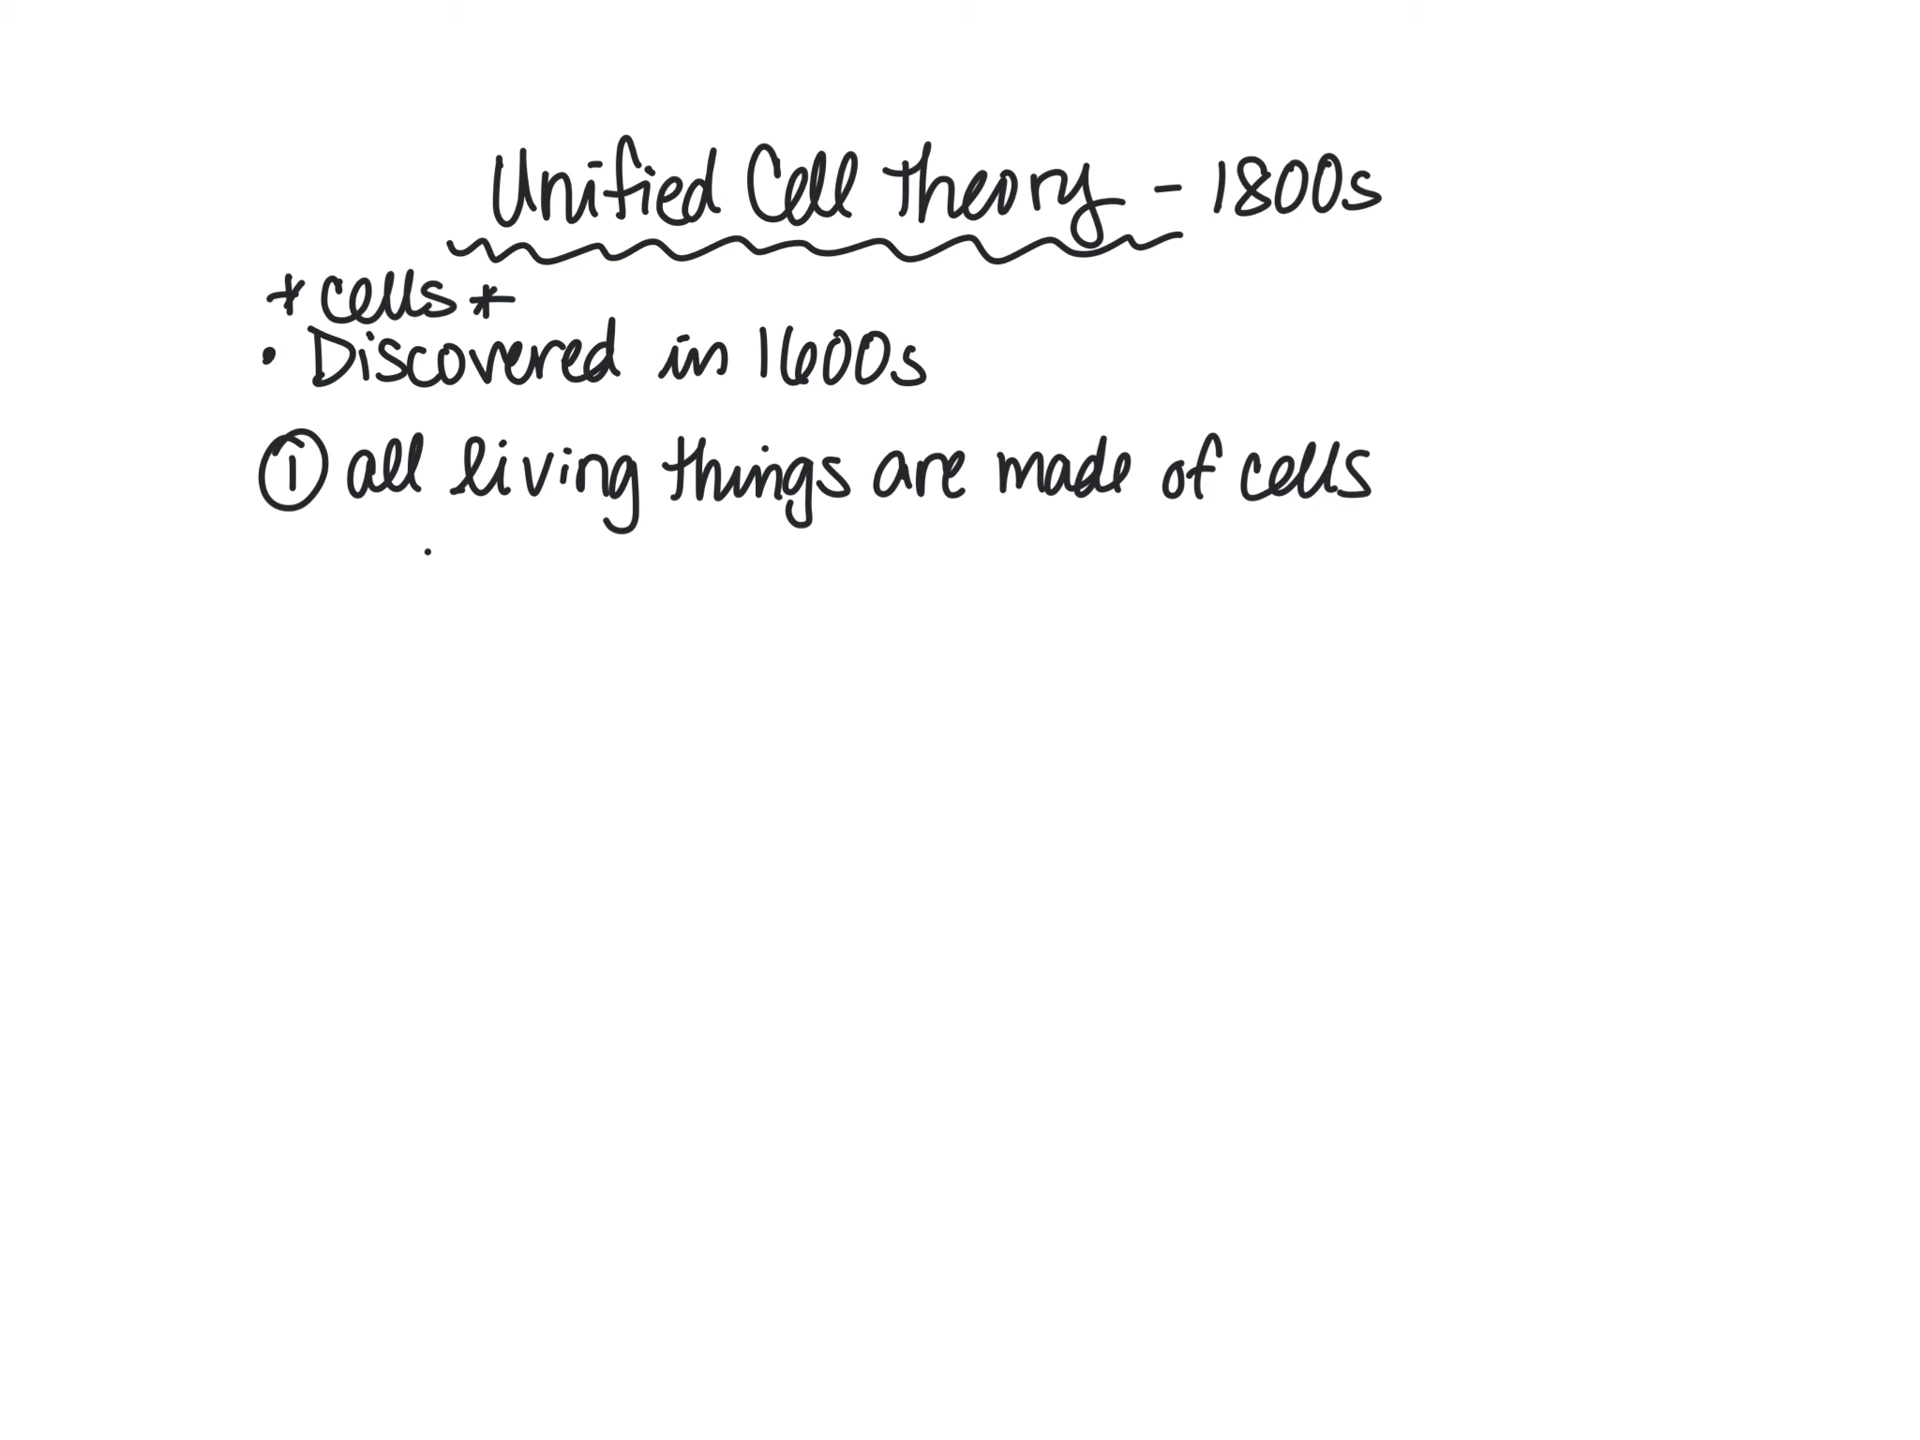 Unified Cell theory - 1800s
*cells*
• Discovered in 1600s
① all living things are made of cells